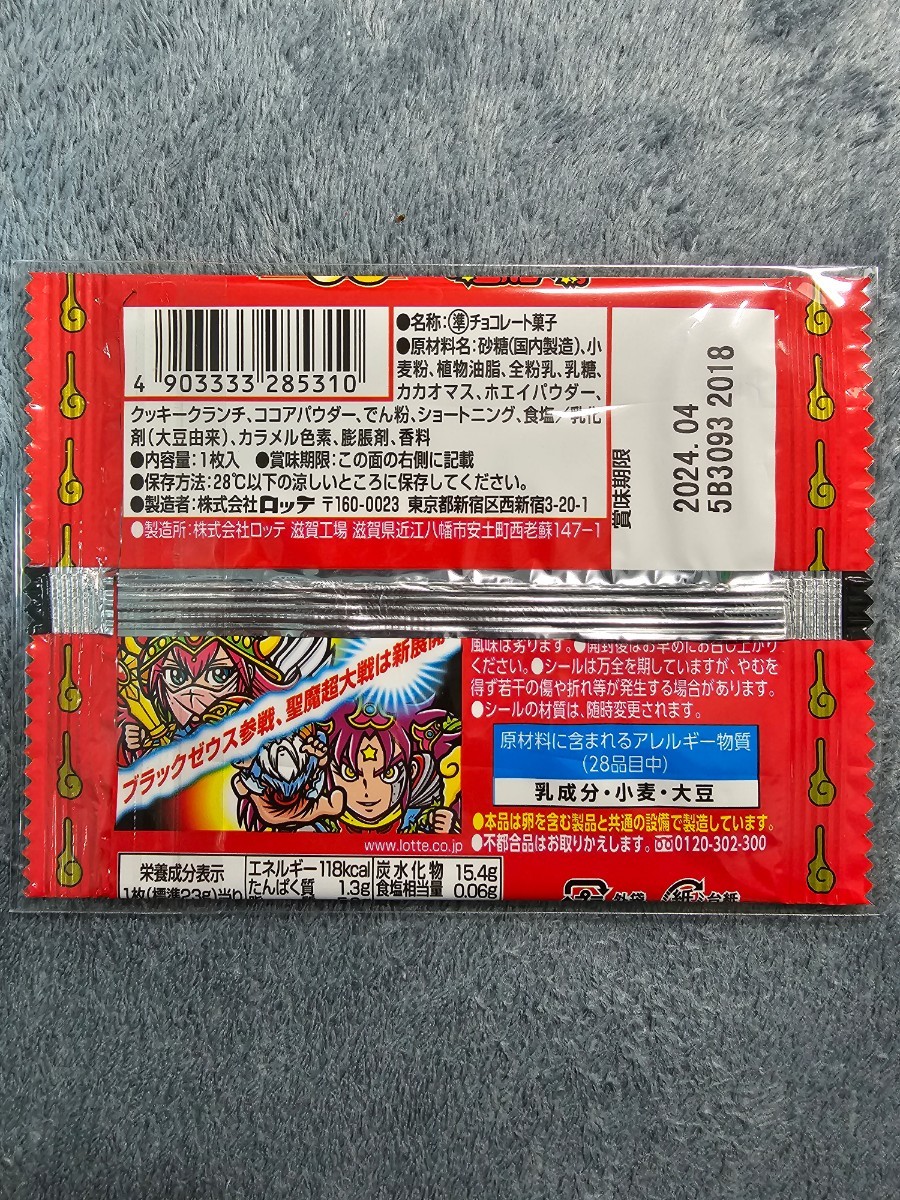 4 903333 285310
●名称:準チョコレート菓子
●原材料名:砂糖(国内製造)、小
麦粉、植物油脂、全粉乳、乳糖、
カカオマス、ホエイパウダー、
クッキークランチ、ココアパウダー、でん粉、ショートニング、食塩/乳化
剤(大豆由来)、カラメル色素、膨脹剤、香料
●内容量:1枚入 ●賞味期限:この面の右側に記載
●保存方法:28℃以下の涼しいところに保存してください。
●製造者:株式会社ロッテ 〒160-0023 東京都新宿区西新宿3-20-1
●製造所:株式会社ロッテ 滋賀工場 滋賀県近江八幡市安土町西老蘇147-1
賞味期限
2024.04
5B3093 2018
ブラックゼウス参戦、聖魔超大戦は新展開
風味は劣ります。●開封後はお早めにお召し上がり
ください。●シールは万全を期していますが、やむを
得ず若干の傷や折れ等が発生する場合があります。
●シールの材質は、随時変更されます。
原材料に含まれるアレルギー物質
(28品目中)
乳成分・小麦・大豆
●本品は卵を含む製品と共通の設備で製造しています。
●不都合品はお取りかえします。0120-302-300
www.lotte.co.jp
栄養成分表示
1枚(標準23g)当り
エネルギー 118kcal
たんぱく質 1.3g
炭水化物 15.4g
食塩相当量 0.06g
外袋
台紙